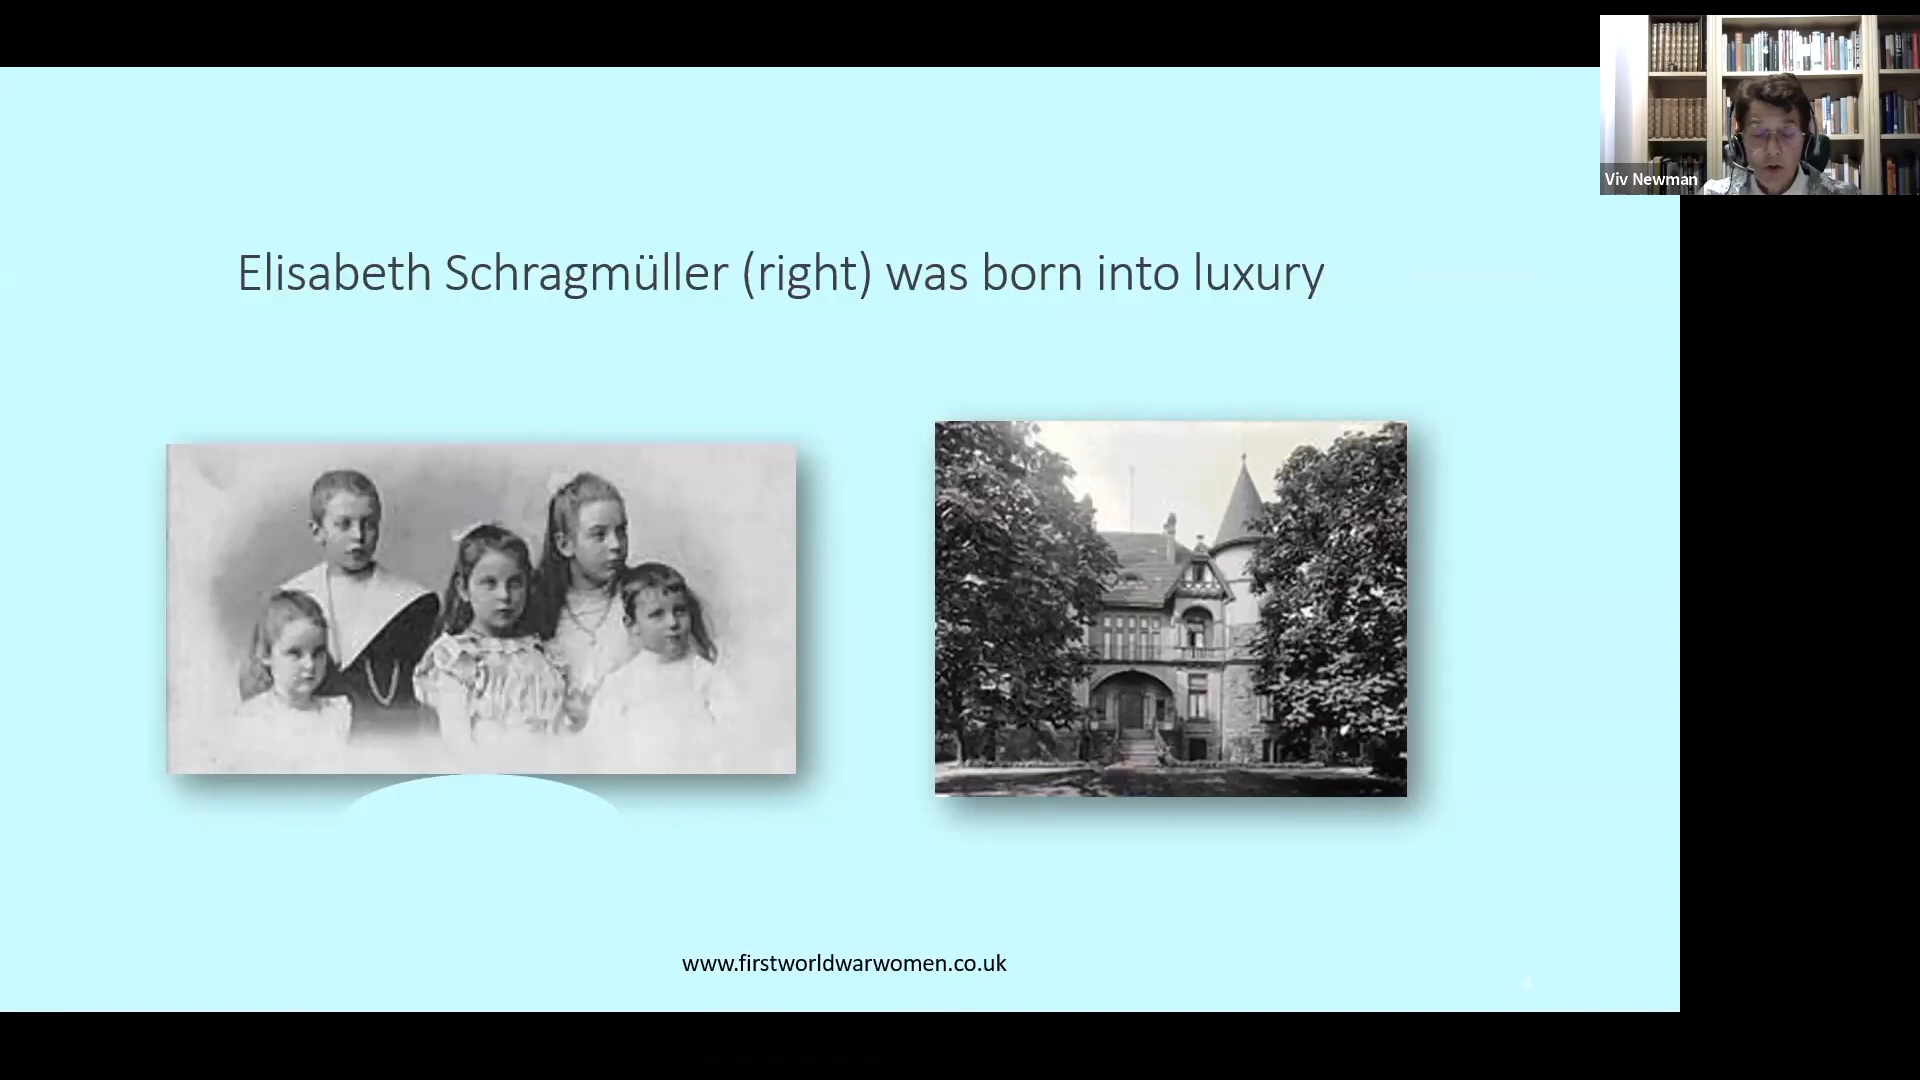 Viv Newman
Elisabeth Schragmüller (right) was born into luxury
www.firstworldwarwomen.co.uk